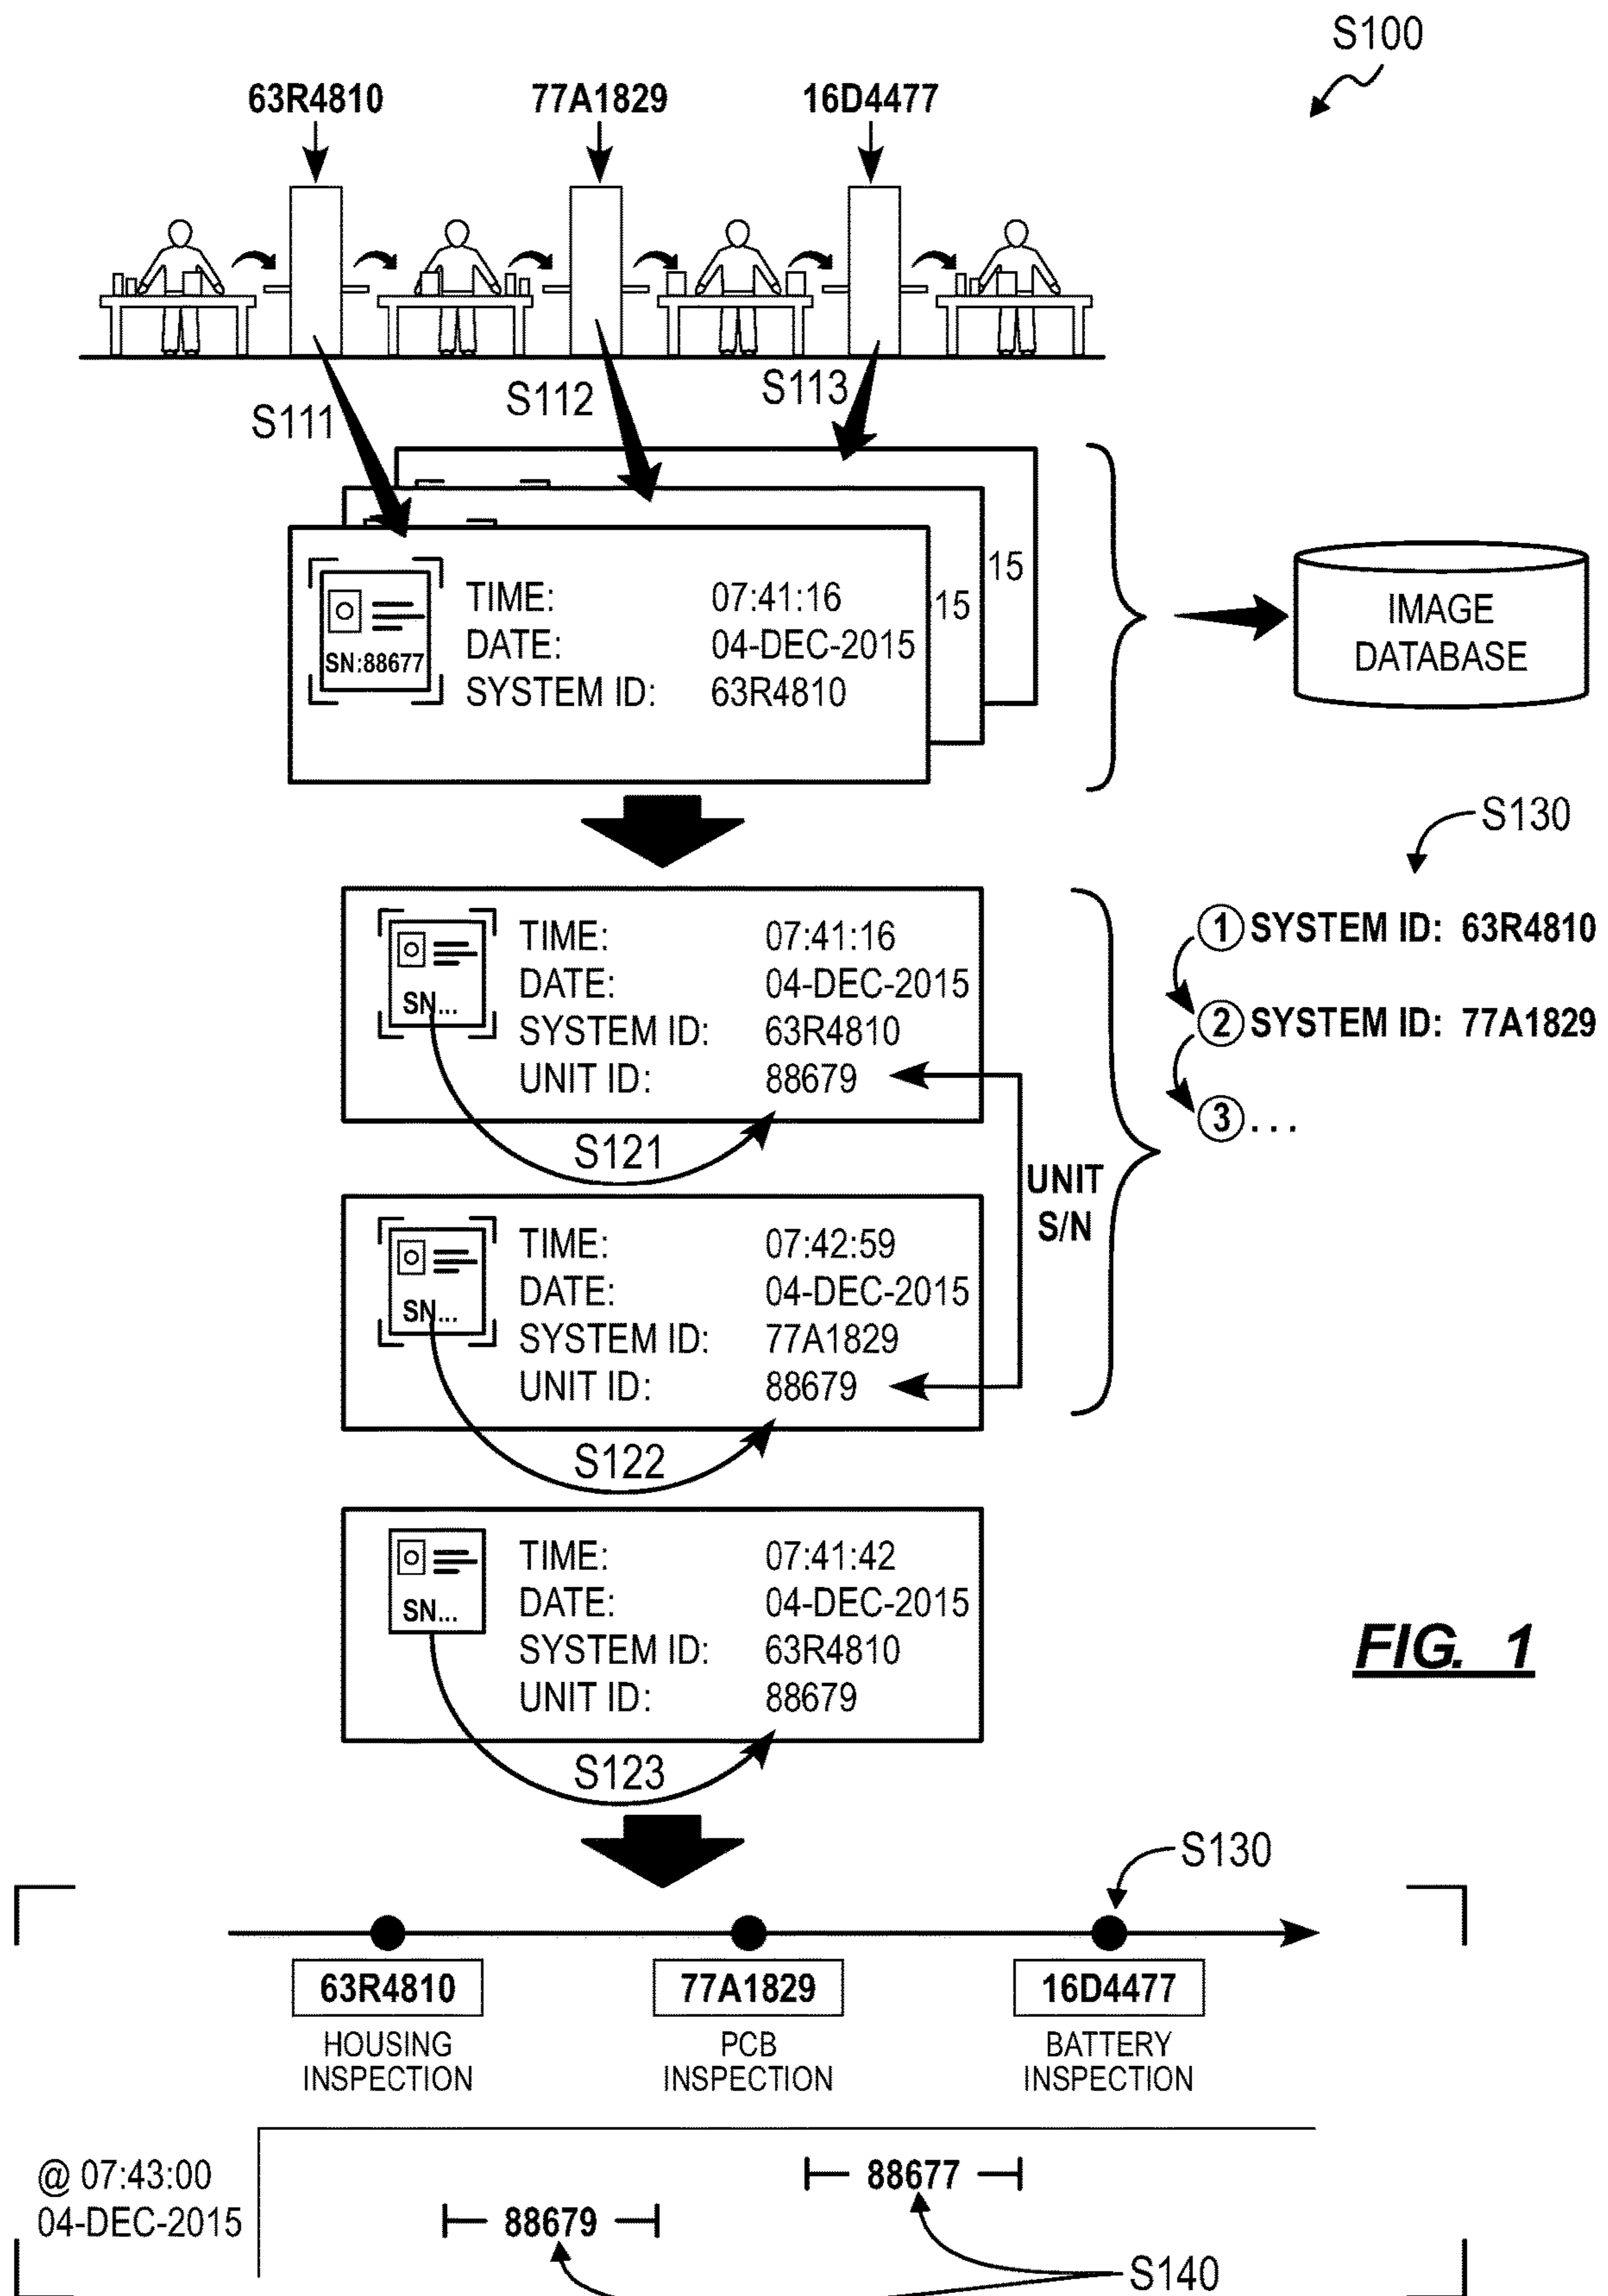 S100
63R4810 77A1829 16D4477
S111 S112 S113
15
15
TIME: 07:41:16
DATE: 04-DEC-2015
SYSTEM ID: 63R4810
SN:88677
IMAGE
DATABASE
S130
TIME: 07:41:16
DATE: 04-DEC-2015
SYSTEM ID: 63R4810
UNIT ID: 88679
SN...
S121
1 SYSTEM ID: 63R4810
2 SYSTEM ID: 77A1829
3 ...
UNIT
S/N
TIME: 07:42:59
DATE: 04-DEC-2015
SYSTEM ID: 77A1829
UNIT ID: 88679
SN...
S122
TIME: 07:41:42
DATE: 04-DEC-2015
SYSTEM ID: 63R4810
UNIT ID: 88679
SN...
S123
FIG. 1
S130
63R4810 77A1829 16D4477
HOUSING
INSPECTION
PCB
INSPECTION
BATTERY
INSPECTION
@ 07:43:00
04-DEC-2015
88677
88679
S140